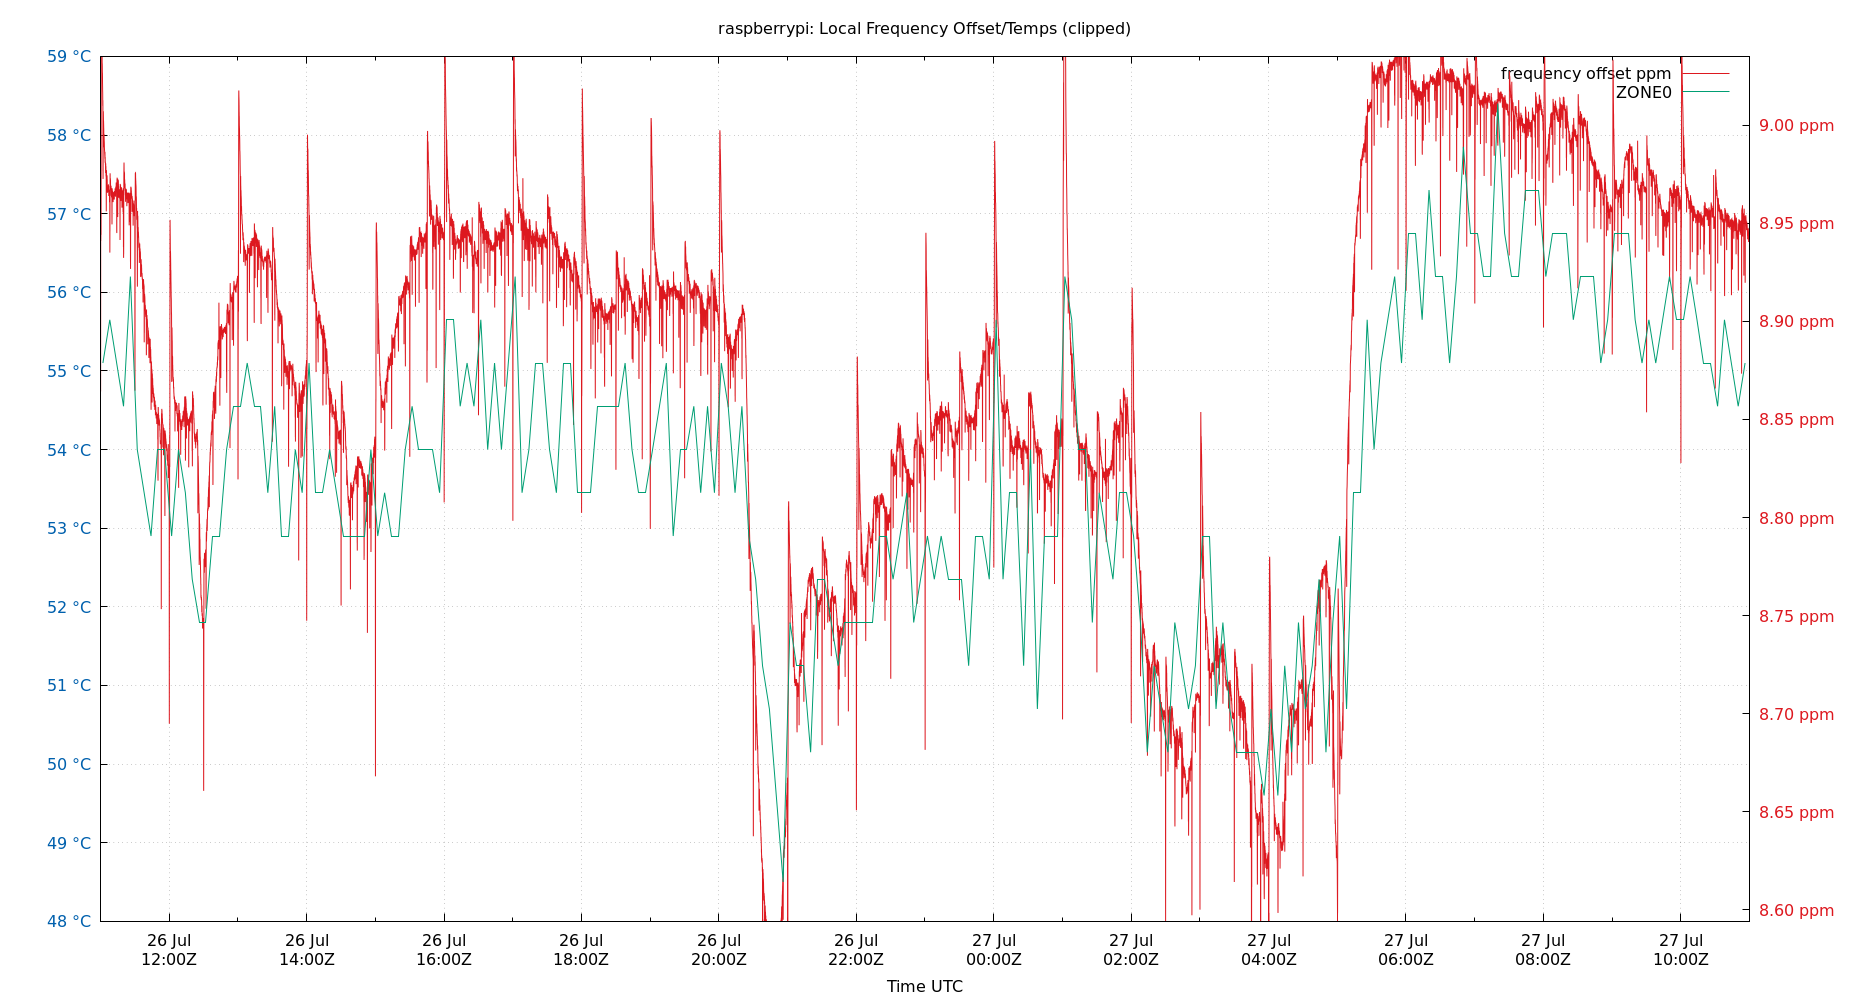 raspberrypi: Local Frequency Offset/Temps (clipped)
frequency offset ppm
ZONE0
59 °C
58 °C
57 °C
56 °C
55 °C
54 °C
53 °C
52 °C
51 °C
50 °C
49 °C
48 °C
9.00 ppm
8.95 ppm
8.90 ppm
8.85 ppm
8.80 ppm
8.75 ppm
8.70 ppm
8.65 ppm
8.60 ppm
26 Jul 26 Jul 26 Jul 26 Jul 26 Jul 26 Jul 27 Jul 27 Jul 27 Jul 27 Jul 27 Jul 27 Jul
12:00Z 14:00Z 16:00Z 18:00Z 20:00Z 22:00Z 00:00Z 02:00Z 04:00Z 06:00Z 08:00Z 10:00Z
Time UTC